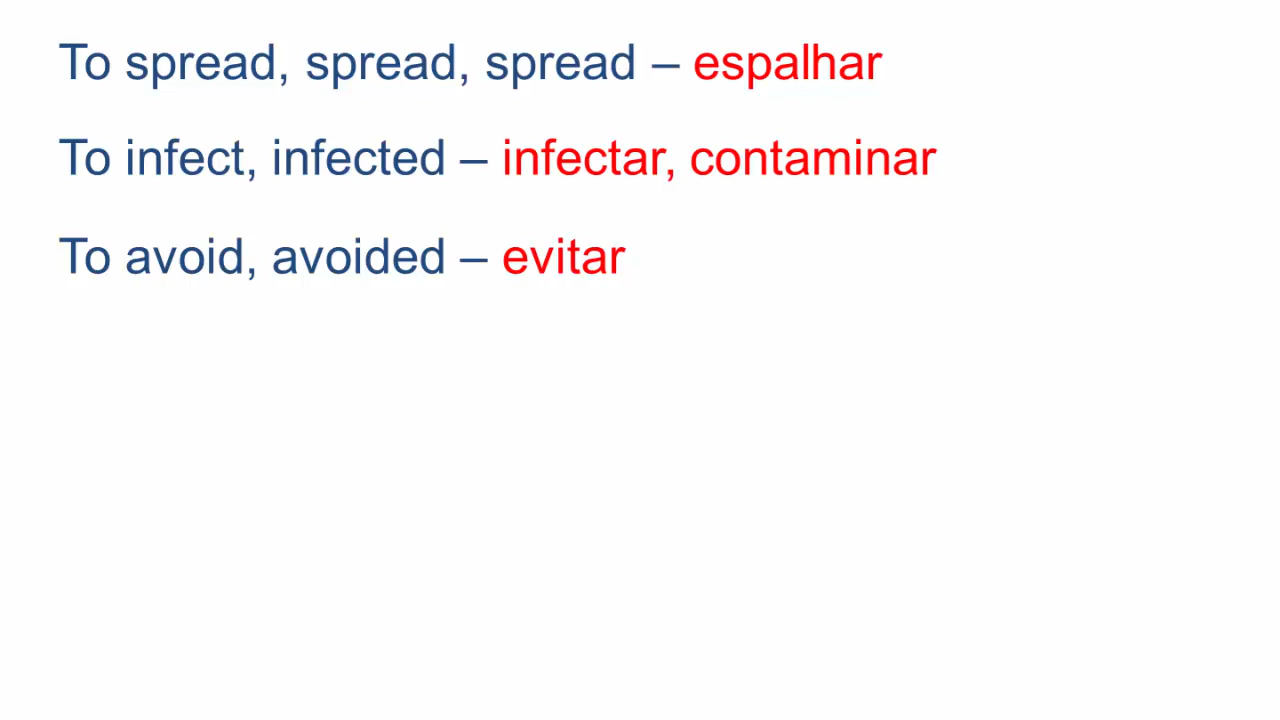 To spread, spread, spread – espalhar
To infect, infected – infectar, contaminar
To avoid, avoided – evitar